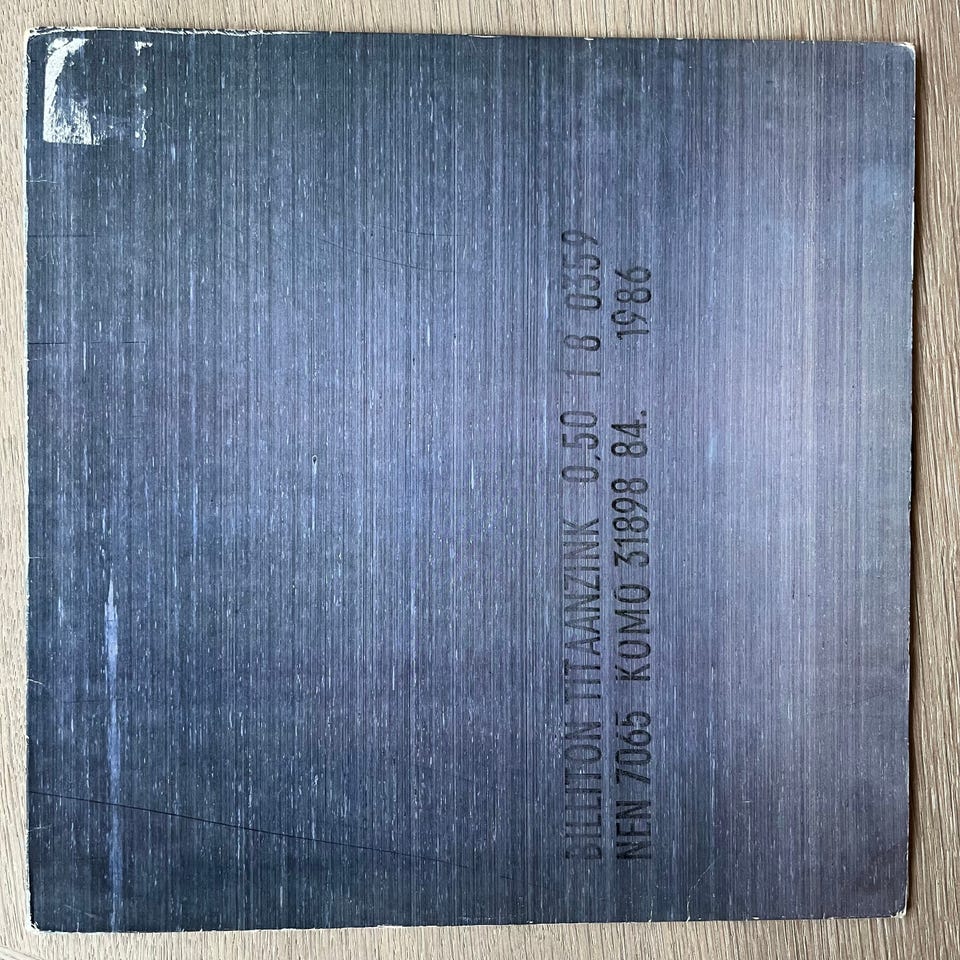 BILLITON TITAANZINK 0,50 1 8 0359
NEN 7065 KOMO 31898 84. 1986